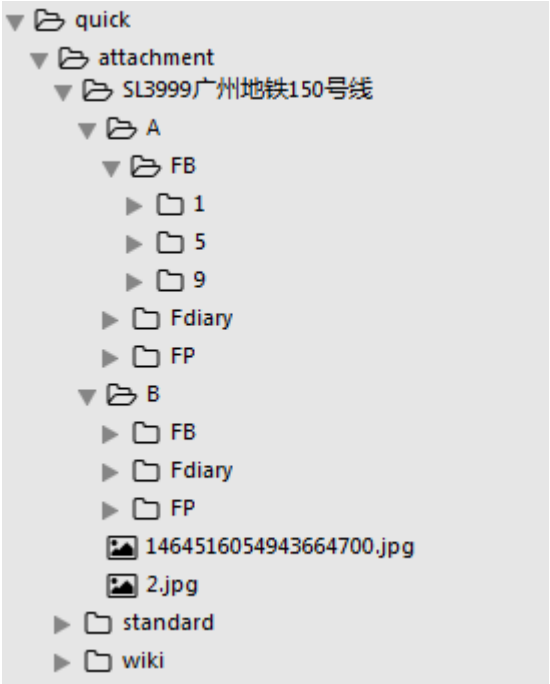 quick
attachment
SL3999广州地铁150号线
A
FB
1
5
9
Fdiary
FP
B
FB
Fdiary
FP
1464516054943664700.jpg
2.jpg
standard
wiki